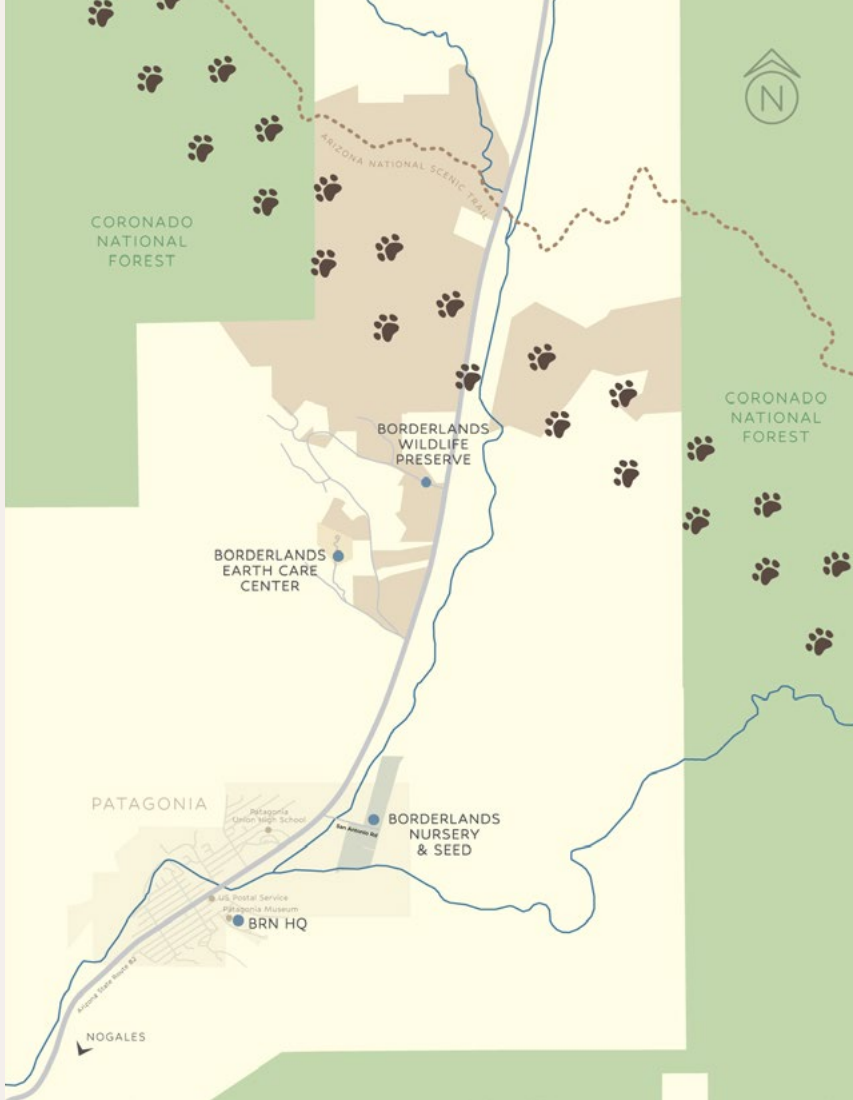 N
ARIZONA NATIONAL SCENIC TRAIL
CORONADO
NATIONAL
FOREST
CORONADO
NATIONAL
FOREST
BORDERLANDS
WILDLIFE
PRESERVE
BORDERLANDS
EARTH CARE
CENTER
PATAGONIA
Patagonia
Union High School
San Antonio Rd
BORDERLANDS
NURSERY
& SEED
US Postal Service
Patagonia Museum
BRN HQ
Arizona State Route 82
NOGALES